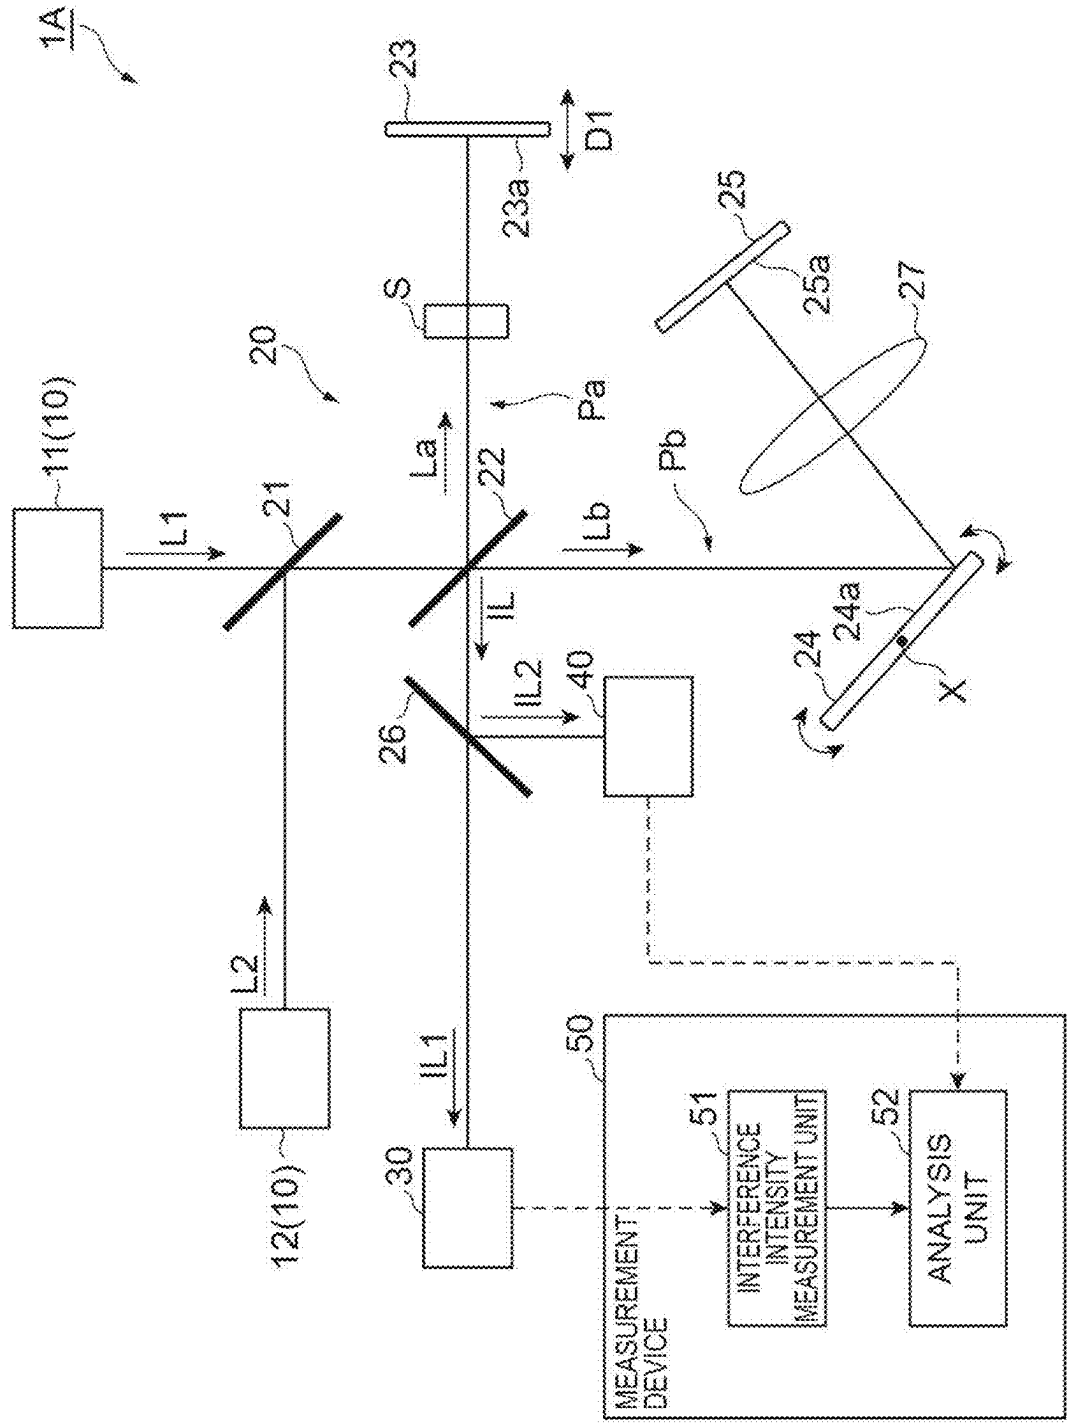 1A
23
23a
D1
S
20
Pa
La
22
11(10)
L1
21
25
25a
27
Pb
Lb
IL
24a
24
X
26
IL2
40
L2
12(10)
IL1
30
50
MEASUREMENT
DEVICE
51
INTERFERENCE
INTENSITY
MEASUREMENT UNIT
52
ANALYSIS
UNIT